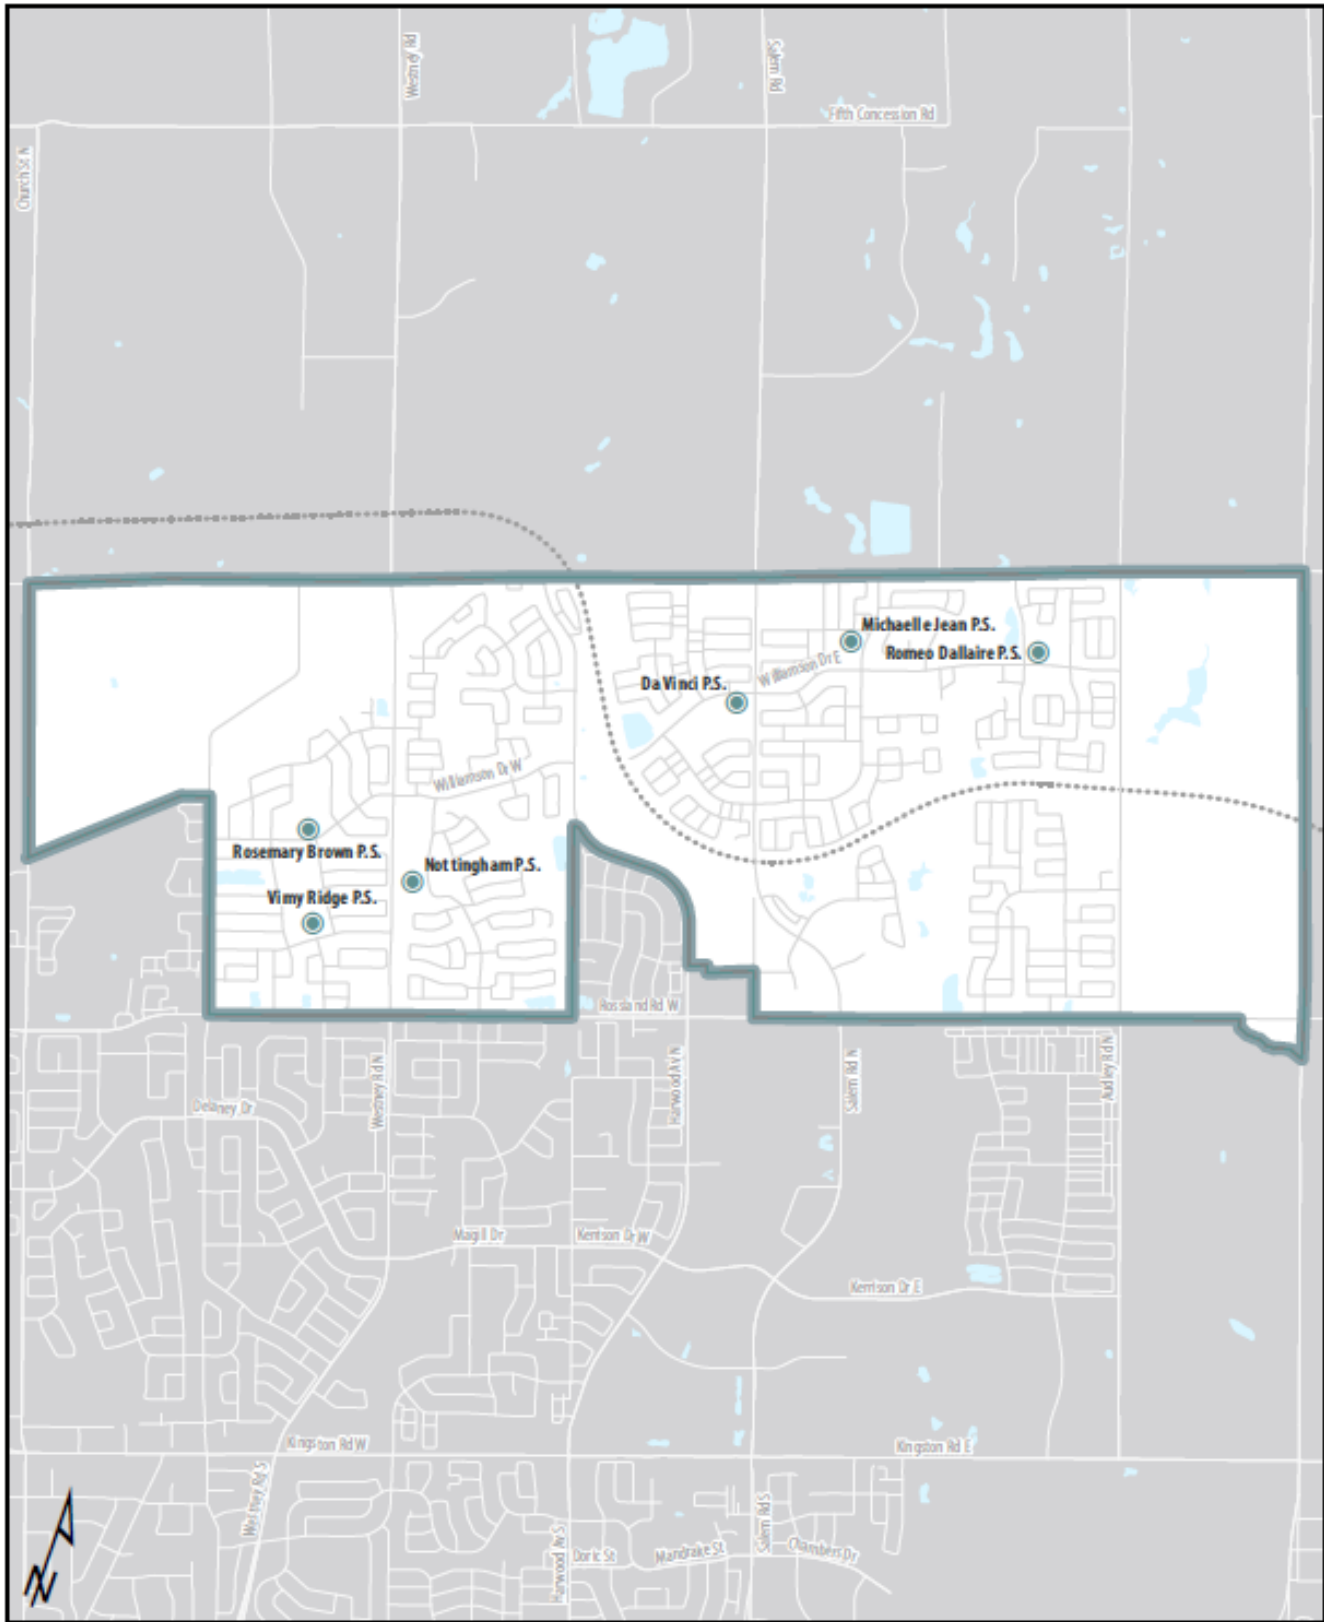 Westney Rd
Salem Rd
Fifth Concession Rd
Church St N
Michaelle Jean P.S.
Romeo Dallaire P.S.
Williamson Dr E
Da Vinci P.S.
Williamson Dr W
Rosemary Brown P.S.
Nottingham P.S.
Vimy Ridge P.S.
Rossland Rd W
Westney Rd N
Harwood Av N
Salem Rd N
Audley Rd N
Delaney Dr
Magill Dr
Kerrison Dr W
Kerrison Dr E
Kingston Rd W
Kingston Rd E
Westney Rd S
Harwood Av S
Salem Rd S
Doric St
Mandrake St
Chambers Dr
N